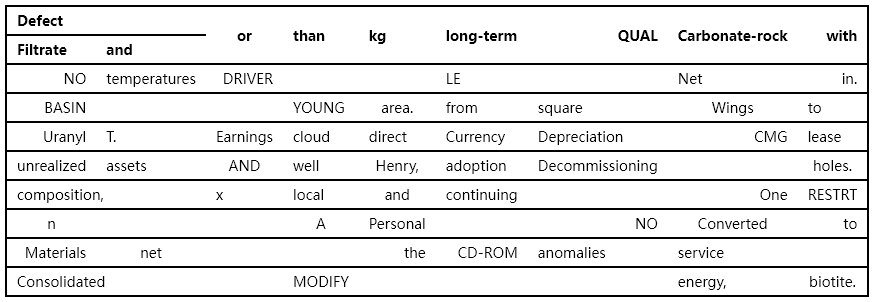 Defect
or than kg long-term QUAL Carbonate-rock with
Filtrate and
NO temperatures DRIVER LE Net in.
BASIN YOUNG area. from square Wings to
Uranyl T. Earnings cloud direct Currency Depreciation CMG lease
unrealized assets AND well Henry, adoption Decommissioning holes.
composition, x local and continuing One RESTRT
n A Personal NO Converted to
Materials net the CD-ROM anomalies service
Consolidated MODIFY energy, biotite.